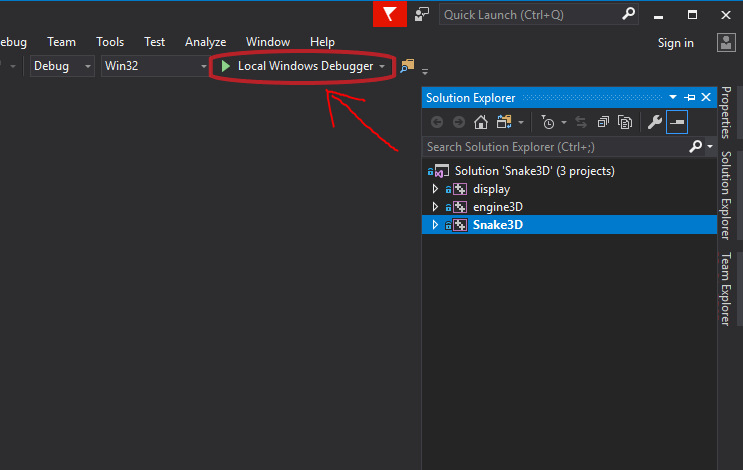 Quick Launch (Ctrl+Q)
ebug Team Tools Test Analyze Window Help
Sign in
Debug Win32 Local Windows Debugger
Solution Explorer
Search Solution Explorer (Ctrl+;)
Solution 'Snake3D' (3 projects)
display
engine3D
Snake3D
Properties
Solution Explorer
Team Explorer